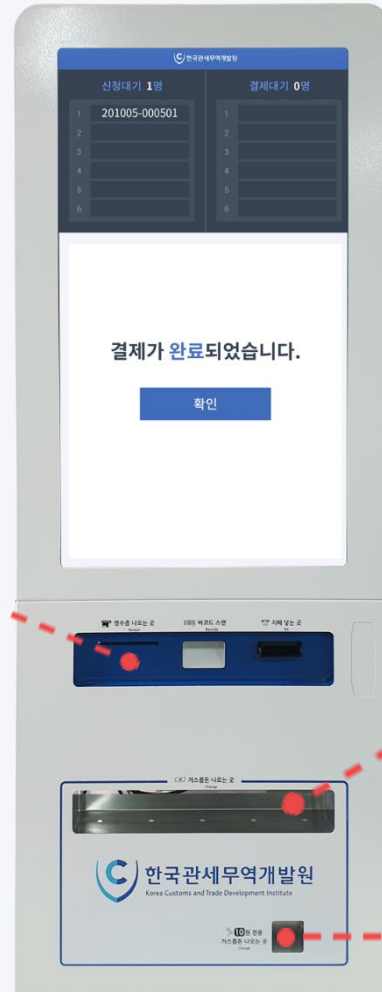 한국관세무역개발원
신청대기 1명
결제대기 0명
1 201005-000501
2
3
4
5
6
1
2
3
4
5
6
결제가 완료되었습니다.
확인
영수증 나오는 곳
바코드 스캔
Barcode
지폐 넣는 곳
Bill
거스름돈 나오는 곳
Change
한국관세무역개발원
Korea Customs and Trade Development Institute
10원 전용
거스름돈 나오는 곳
Change